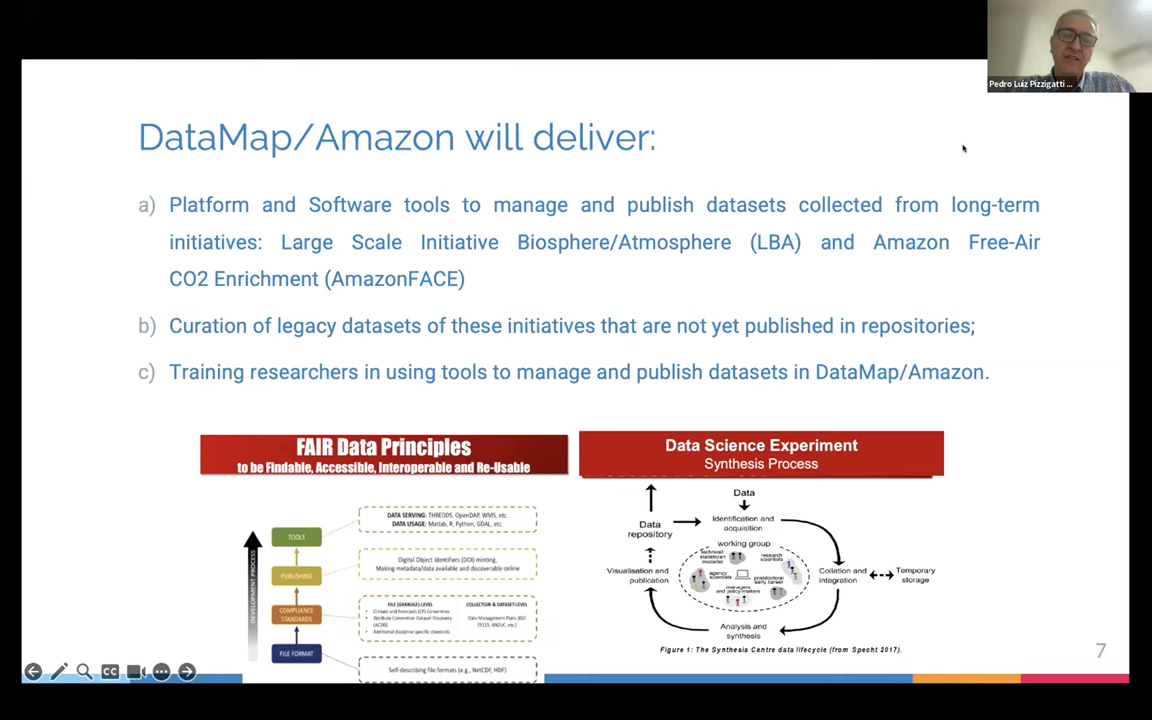 Pedro Luiz Pizzigatti ...
DataMap/Amazon will deliver:
a) Platform and Software tools to manage and publish datasets collected from long-term
initiatives: Large Scale Initiative Biosphere/Atmosphere (LBA) and Amazon Free-Air
CO2 Enrichment (AmazonFACE)
b) Curation of legacy datasets of these initiatives that are not yet published in repositories;
c) Training researchers in using tools to manage and publish datasets in DataMap/Amazon.
FAIR Data Principles
to be Findable, Accessible, Interoperable and Re-Usable
DEVELOPMENT PROCESS
TOOLS
DATA SERVING: THREDDS, OpenDAP, WMS, etc.
DATA USAGE: Matlab, R, Python, GDAL, etc.
PUBLISHING
Digital Object Identifiers (DOI) minting,
Making metadata/data available and discoverable online
COMPLIANCE
STANDARDS
FILE (GRANULE)-LEVEL
• Climate and Forecasts (CF) Convention
• Attribute Convention Dataset Discovery
(ACDD)
• Additional discipline specific standards
COLLECTION & DATASET-LEVEL
Data Management Plans (ISO
19115, ANZLIC, etc.)
FILE FORMAT
Self-describing file formats (e.g., NetCDF, HDF)
Data Science Experiment
Synthesis Process
Data
Identification and
acquisition
Data
repository
working group
technical
statistician
modeller
research
scientists
agency
scientists
postdoctoral
early career
managers
and policy-makers
Visualisation and
publication
Collation and
integration
Temporary
storage
Analysis and
synthesis
Figure 1: The Synthesis Centre data lifecycle (from Specht 2017).
CC
7